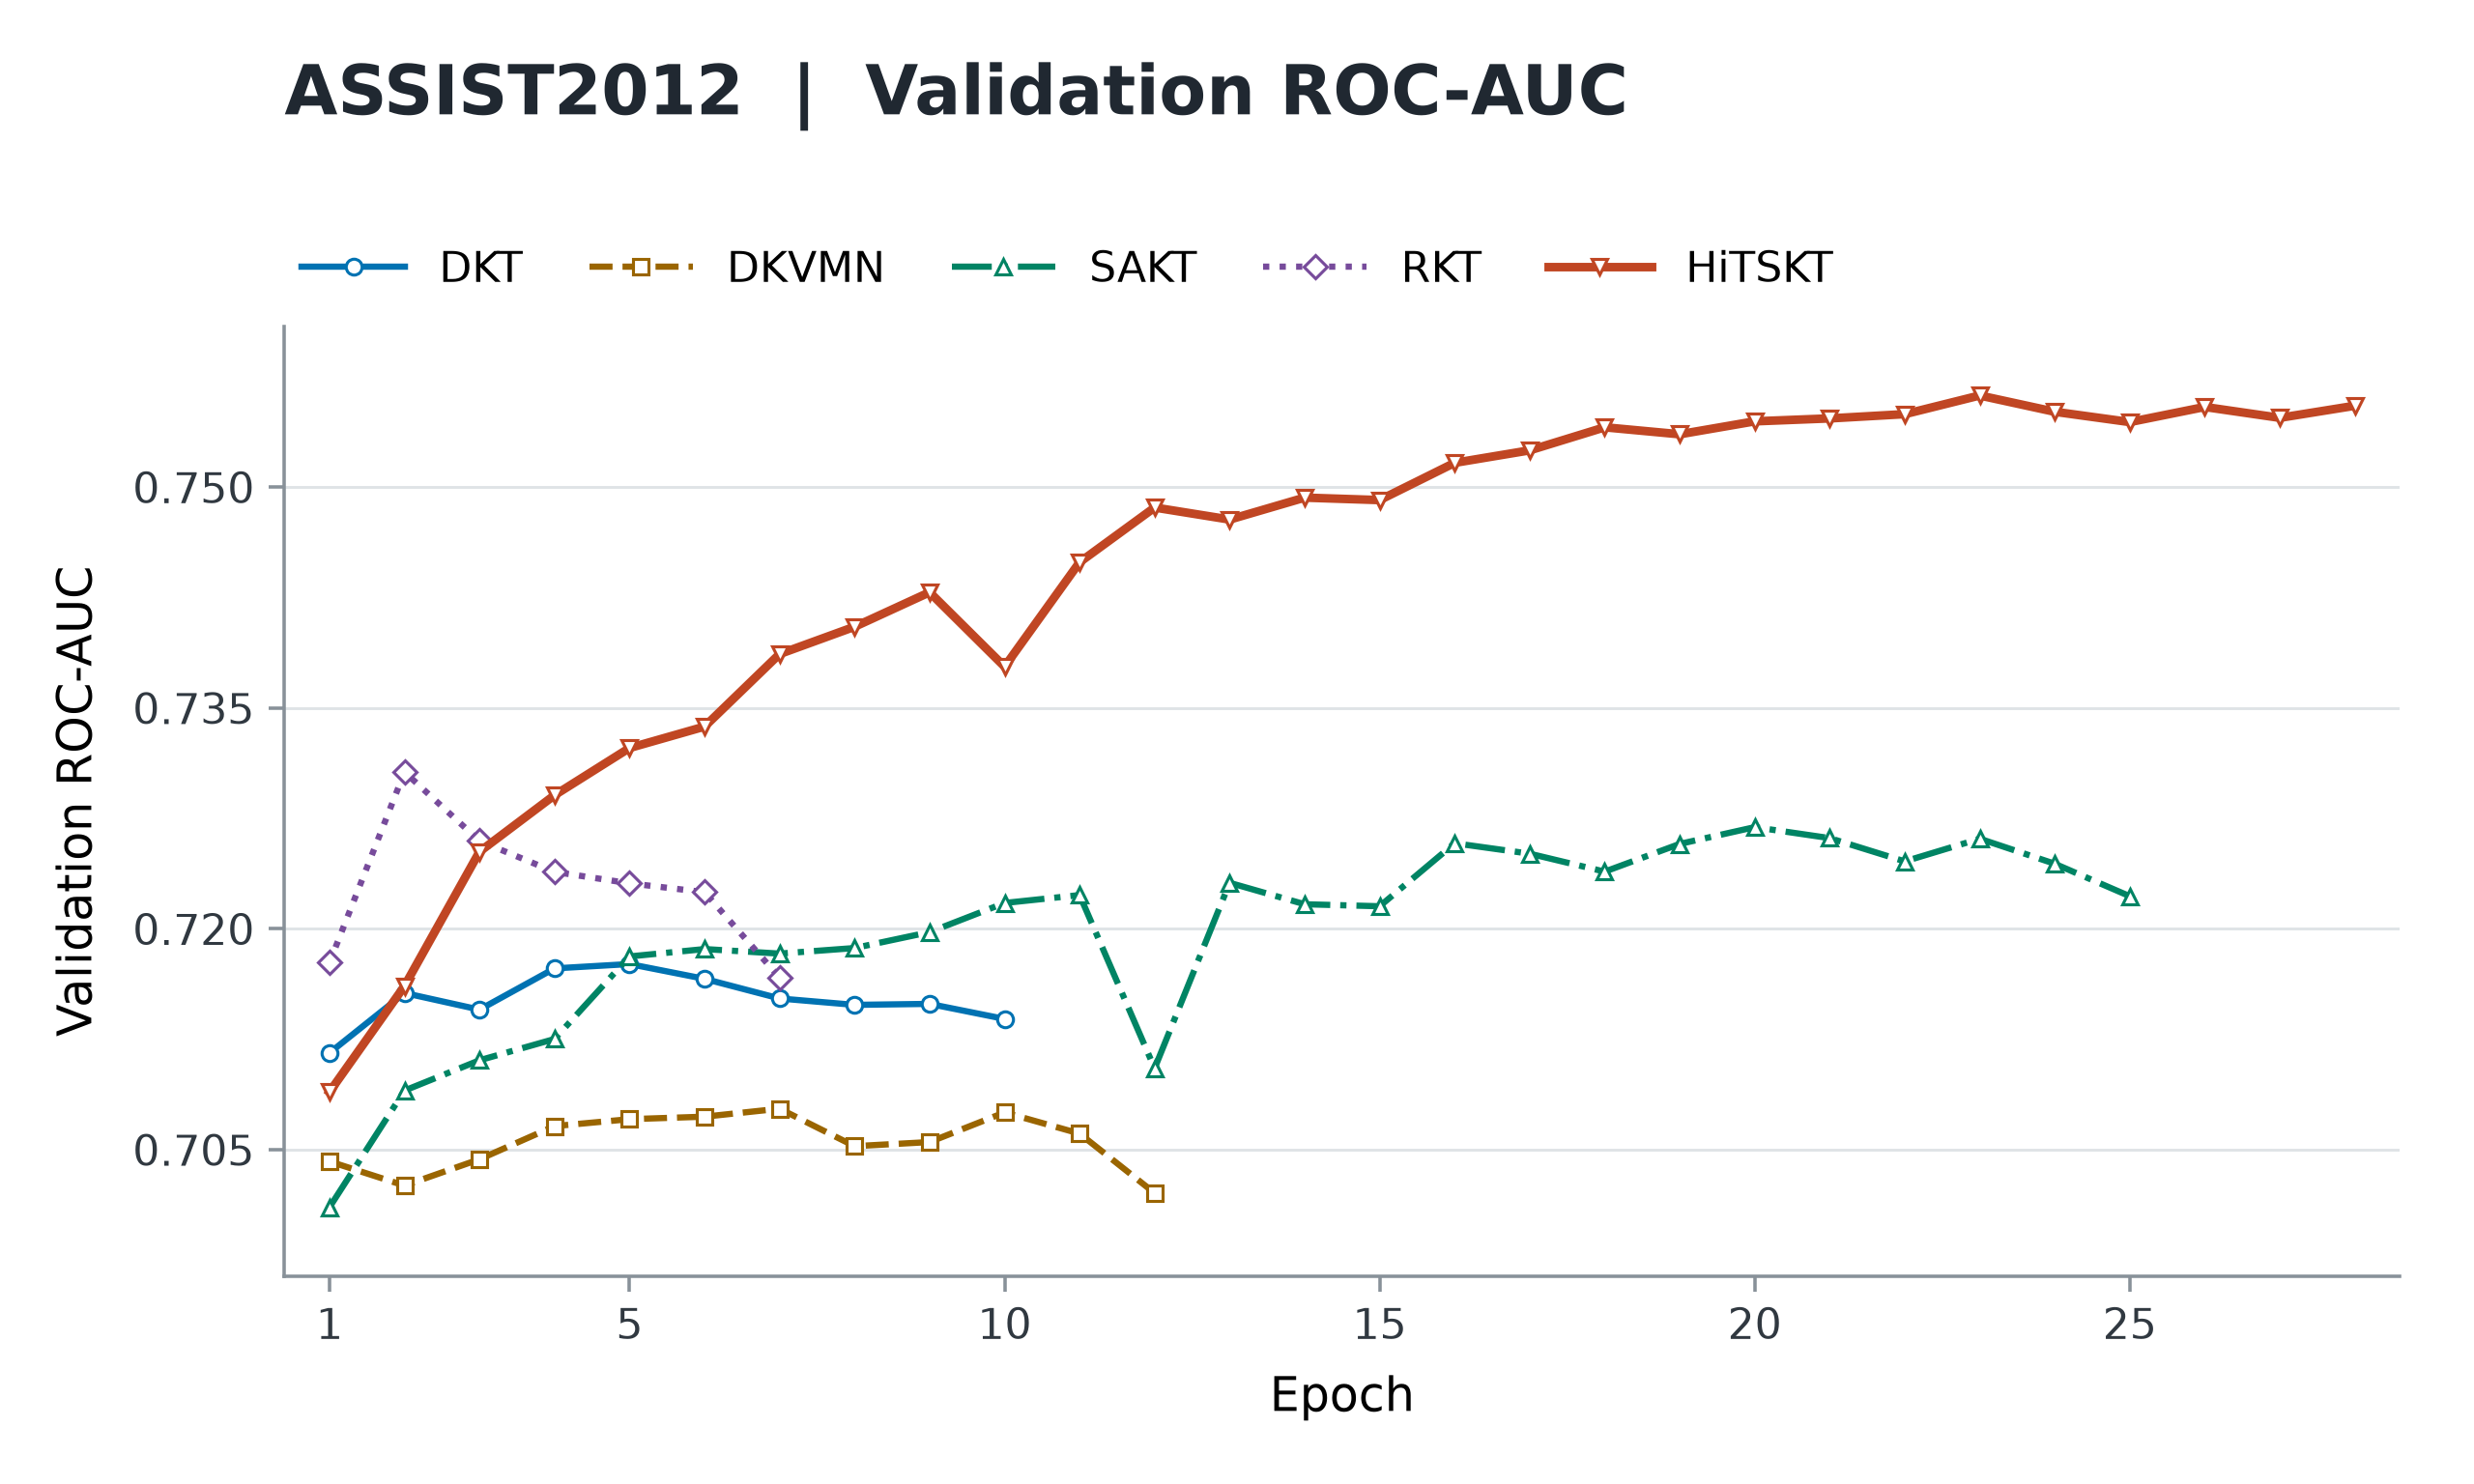 ASSIST2012 | Validation ROC-AUC
DKT DKVMN SAKT RKT HiTSKT
Validation ROC-AUC
0.750
0.735
0.720
0.705
1 5 10 15 20 25
Epoch